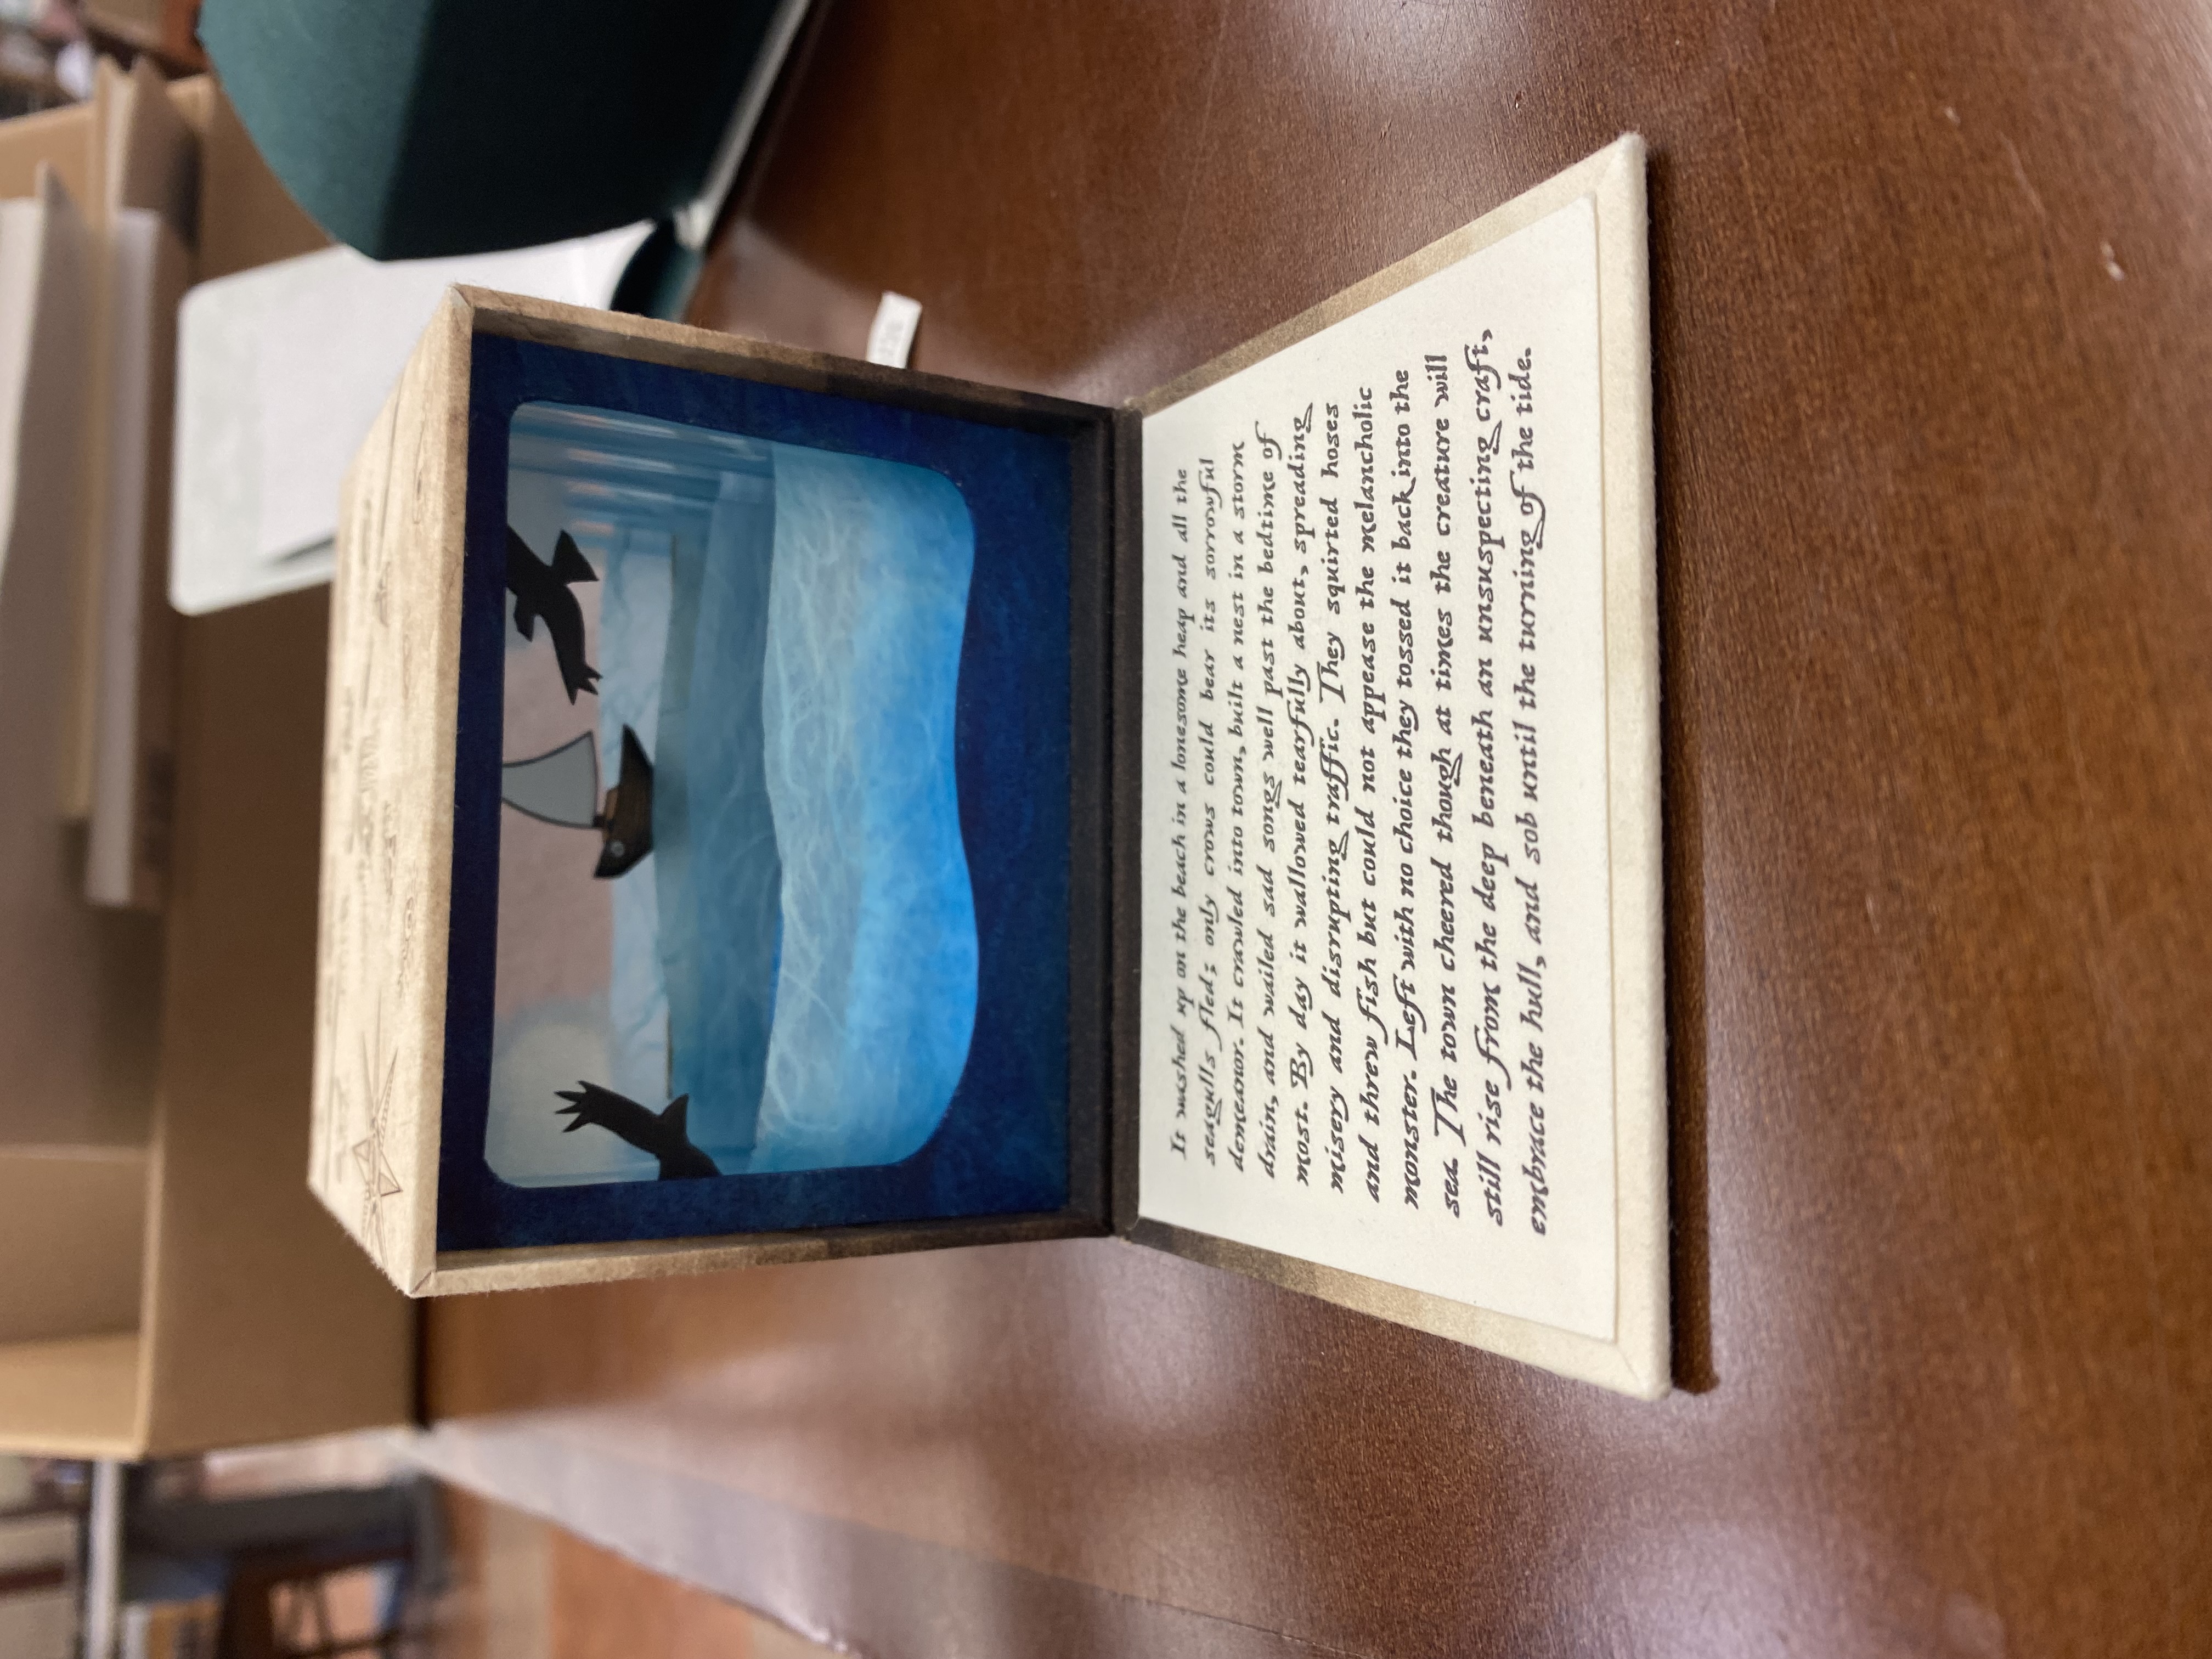 It washed up on the beach in a lonesome heap and all the
seagulls fled; only crows could bear its sorrowful
demeanor. It crawled into town, built a nest in a storm
drain, and wailed sad songs well past the bedtime of
most. By day it wallowed tearfully about, spreading
misery and disrupting traffic. They squirted hoses
and threw fish but could not appease the melancholic
monster. Left with no choice they tossed it back into the
sea. The town cheered though at times the creature will
still rise from the deep beneath an unsuspecting craft,
embrace the hull, and sob until the turning of the tide.